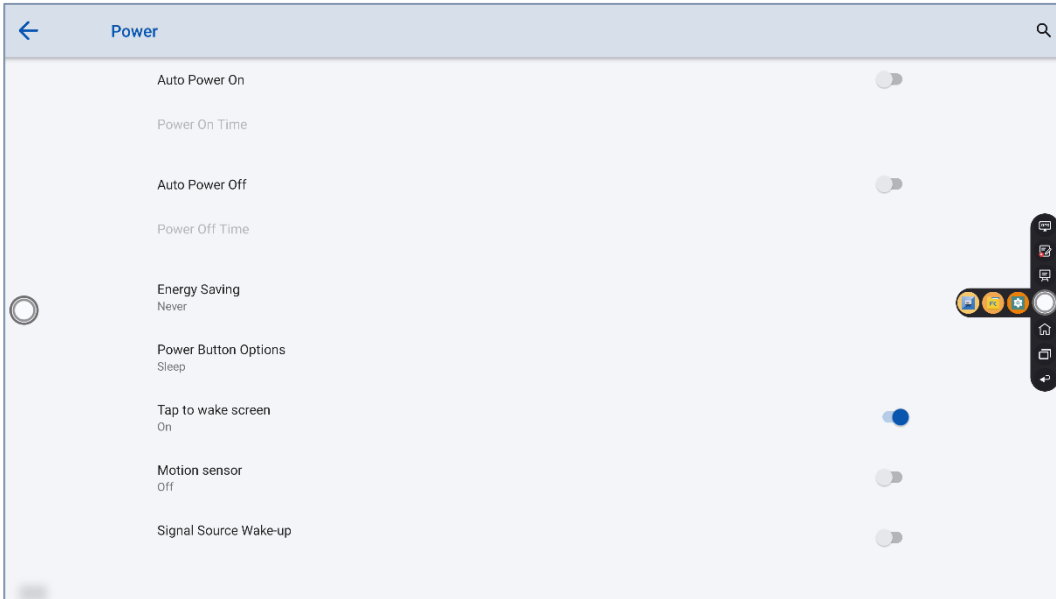 Power
Auto Power On
Power On Time
Auto Power Off
Power Off Time
Energy Saving
Never
Power Button Options
Sleep
Tap to wake screen
On
Motion sensor
Off
Signal Source Wake-up